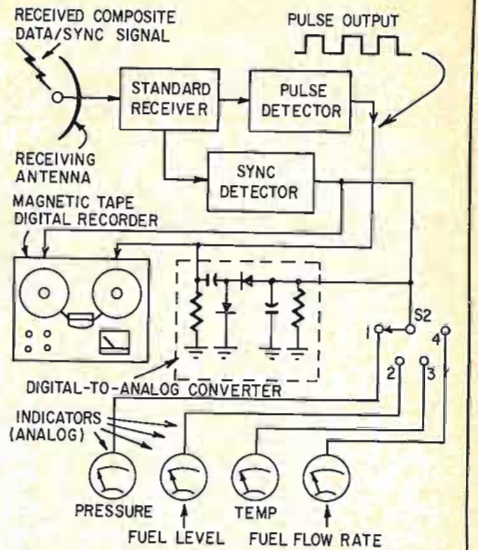 RECEIVED COMPOSITE
DATA/SYNC SIGNAL
PULSE OUTPUT
STANDARD
RECEIVER
PULSE
DETECTOR
RECEIVING
ANTENNA
SYNC
DETECTOR
MAGNETIC TAPE
DIGITAL RECORDER
S2
1
4
2
3
DIGITAL-TO-ANALOG CONVERTER
INDICATORS
(ANALOG)
PRESSURE
TEMP
FUEL LEVEL
FUEL FLOW RATE